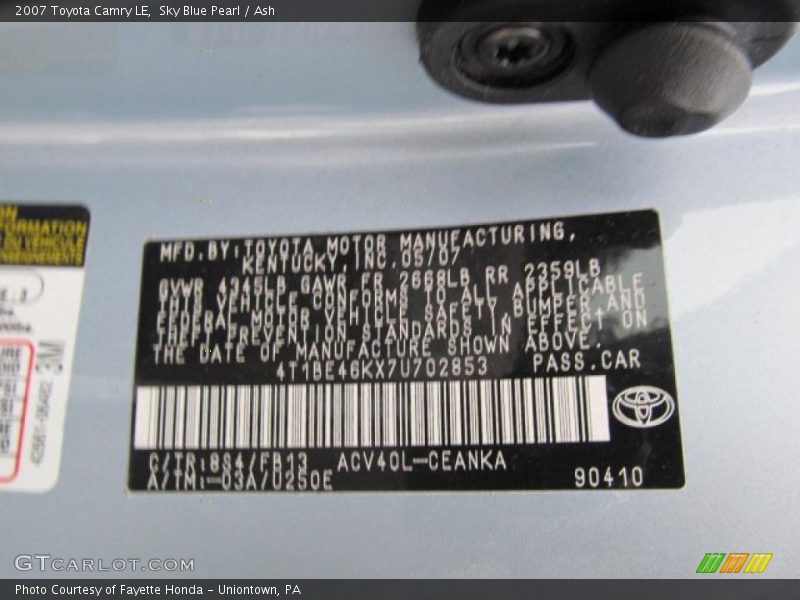 2007 Toyota Camry LE, Sky Blue Pearl / Ash
MFD.BY:TOYOTA MOTOR MANUFACTURING,
KENTUCKY,INC.05/07
GVWR 4345LB GAWR FR 2668LB RR 2359LB
THIS VEHICLE CONFORMS TO ALL APPLICABLE
FEDERAL MOTOR VEHICLE SAFETY,BUMPER,AND
THEFT PREVENTION STANDARDS IN EFFECT ON
THE DATE OF MANUFACTURE SHOWN ABOVE.
4T1BE46KX7U702853 PASS.CAR
C/TR:8S4/FB13 ACV40L-CEANKA
A/TM:-03A/U250E
90410
3M
GTCARLOT.COM
Photo Courtesy of Fayette Honda - Uniontown, PA